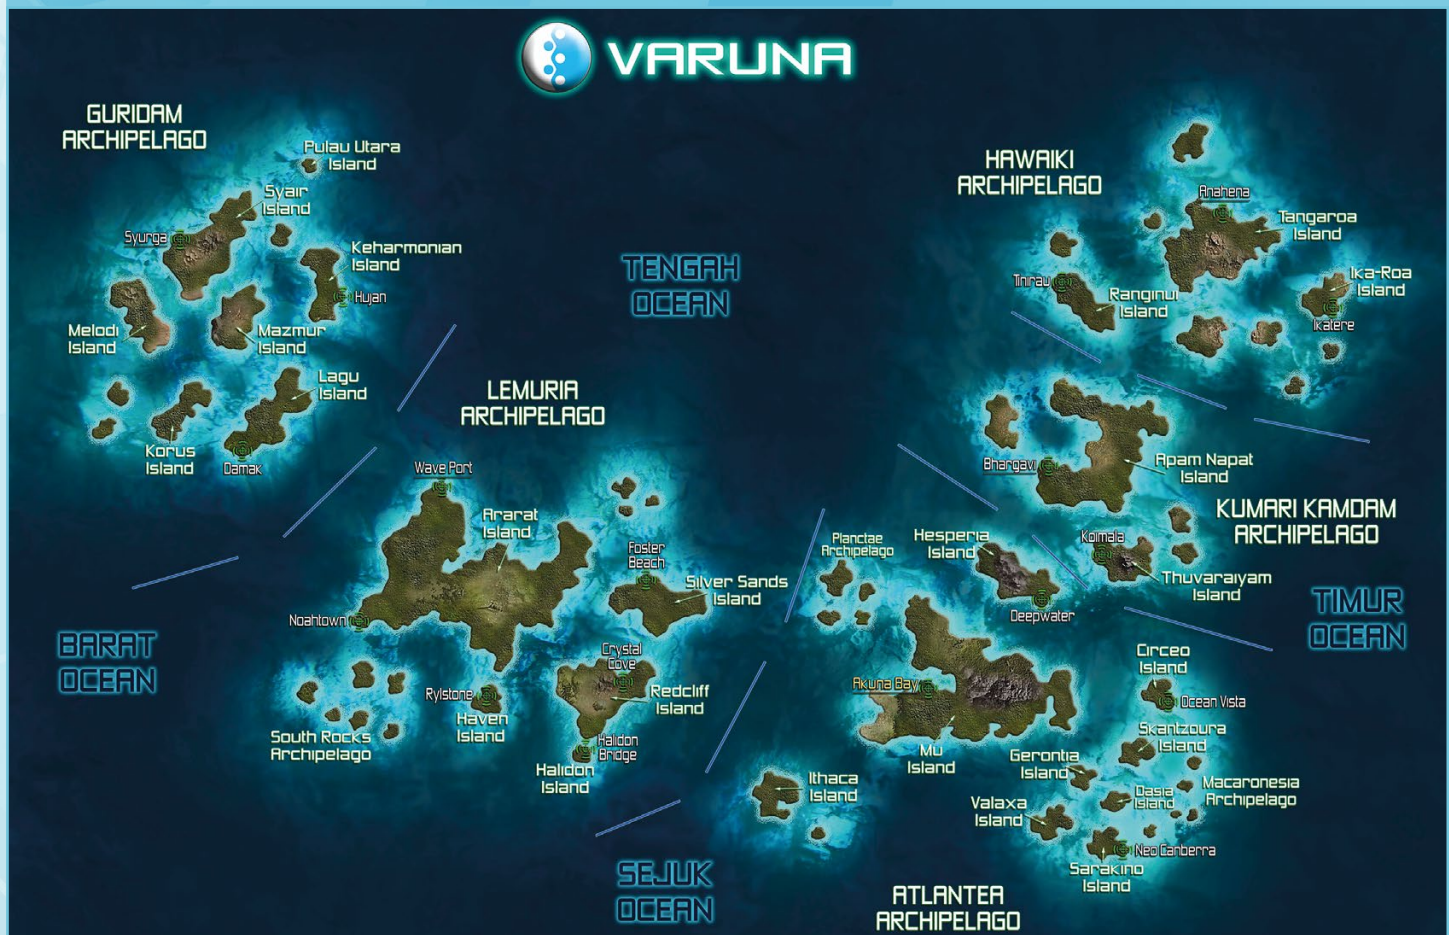 VARUNA
GURIDAM
ARCHIPELAGO
Pulau Utara
Island
Syair
Island
Syurga
Keharmonian
Island
Hujan
Melodi
Island
Mazmur
Island
Lagu
Island
Korus
Island
Damak
TENGAH
OCEAN
HAWAIKI
ARCHIPELAGO
Anahena
Tangaroa
Island
Ika-Roa
Island
Tinirau
Ranginui
Island
Ikatere
LEMURIA
ARCHIPELAGO
Wave Port
Ararat
Island
Foster
Beach
Silver Sands
Island
Noahtown
Crystal
Cove
Rylstone
Haven
Island
Redcliff
Island
South Rocks
Archipelago
Halidon
Bridge
Halidon
Island
BARAT
OCEAN
Bhargavi
Apam Napat
Island
KUMARI KAMDAM
ARCHIPELAGO
Koimala
Thuvaraiyam
Island
TIMUR
OCEAN
Planctae
Archipelago
Hesperia
Island
Deepwater
Akuna Bay
Mu
Island
Circeo
Island
Ocean Vista
Skantzoura
Island
Gerontia
Island
Dasia
Island
Macaronesia
Archipelago
Ithaca
Island
Valaxa
Island
Neo Canberra
Sarakino
Island
SEJUK
OCEAN
ATLANTEA
ARCHIPELAGO